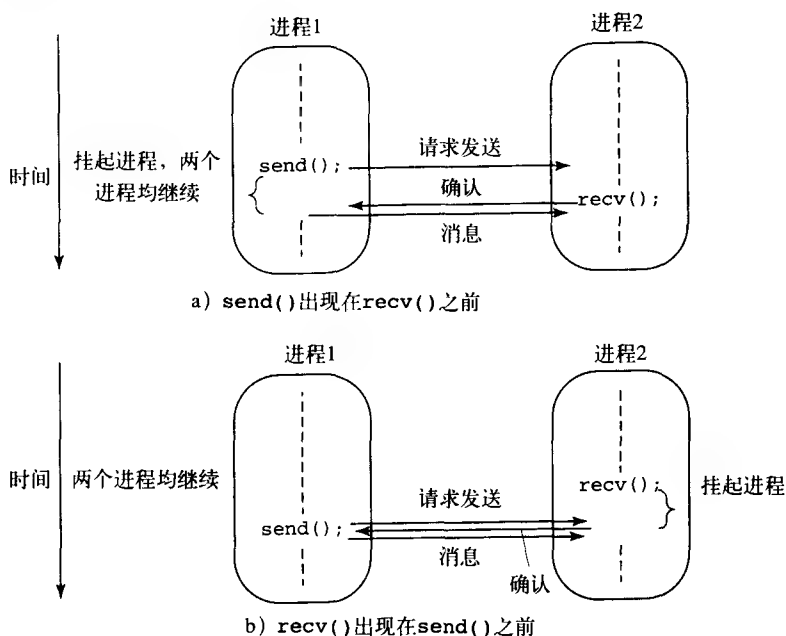 进程1
进程2
时间
挂起进程，两个
进程均继续
send();
请求发送
确认
recv();
消息
a) send()出现在recv()之前
进程1
进程2
时间
两个进程均继续
请求发送
recv();
挂起进程
send();
消息
确认
b) recv()出现在send()之前